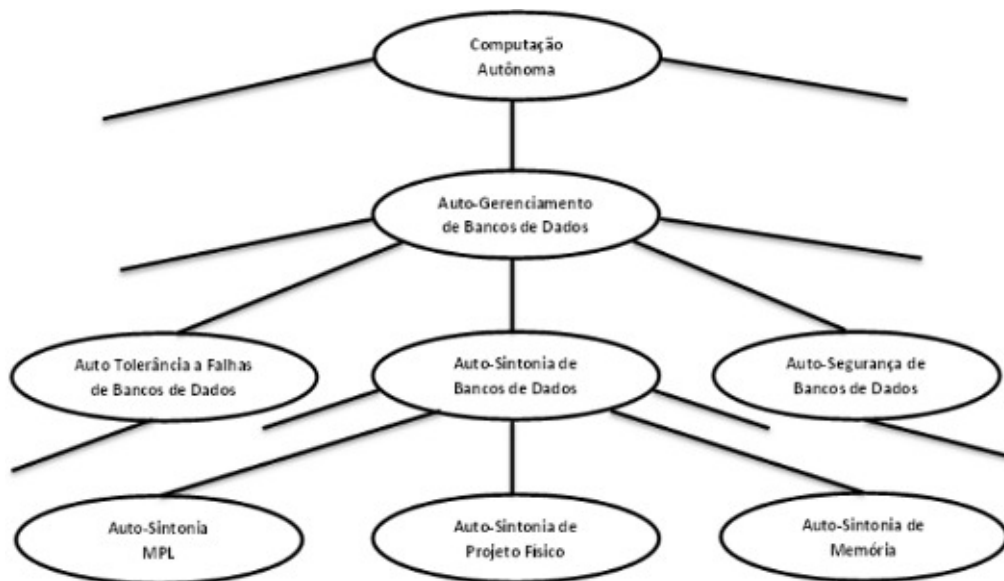 Computação
Autônoma
Auto-Gerenciamento
de Bancos de Dados
Auto Tolerância a Falhas
de Bancos de Dados
Auto-Sintonia de
Bancos de Dados
Auto-Segurança de
Bancos de Dados
Auto-Sintonia
MPL
Auto-Sintonia de
Projeto Físico
Auto-Sintonia de
Memória